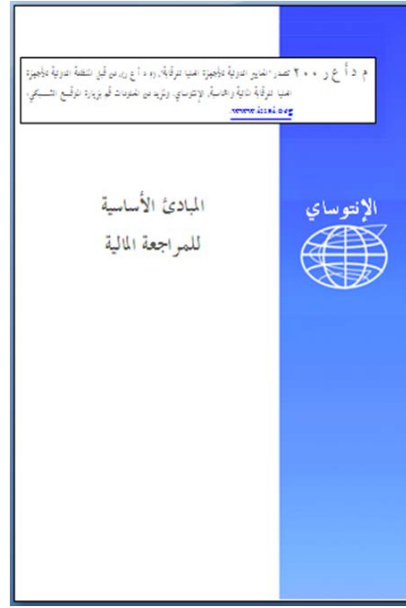 م د أ ع ر ٢٠٠ تصدر "المعايير الدولية للأجهزة العليا للرقابة"، (م د أ ع ر)، من قبل المنظمة الدولية للأجهزة
العليا للرقابة المالية والمحاسبة، الإنتوساي. ولمزيد من المعلومات قم بزيارة الموقع الشبكي،
www.issai.org
المبادئ الأساسية
للمراجعة المالية
الإنتوساي